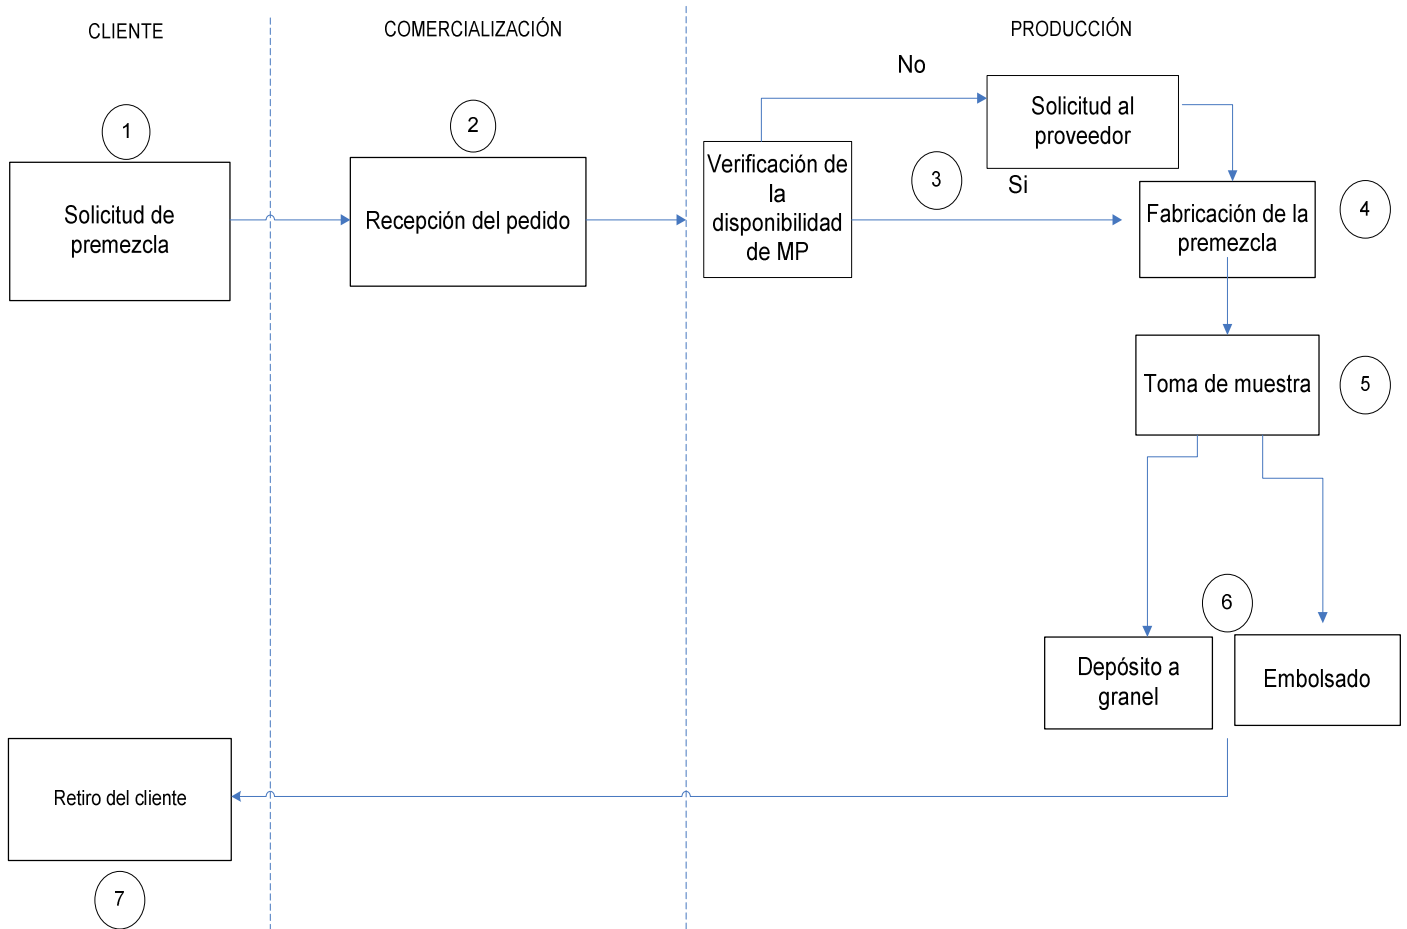 CLIENTE
COMERCIALIZACIÓN
PRODUCCIÓN
1
Solicitud de
premezcla
2
Recepción del pedido
Verificación de
la
disponibilidad
de MP
No
Solicitud al
proveedor
3
Si
Fabricación de la
premezcla
4
Toma de muestra
5
6
Depósito a
granel
Embolsado
Retiro del cliente
7